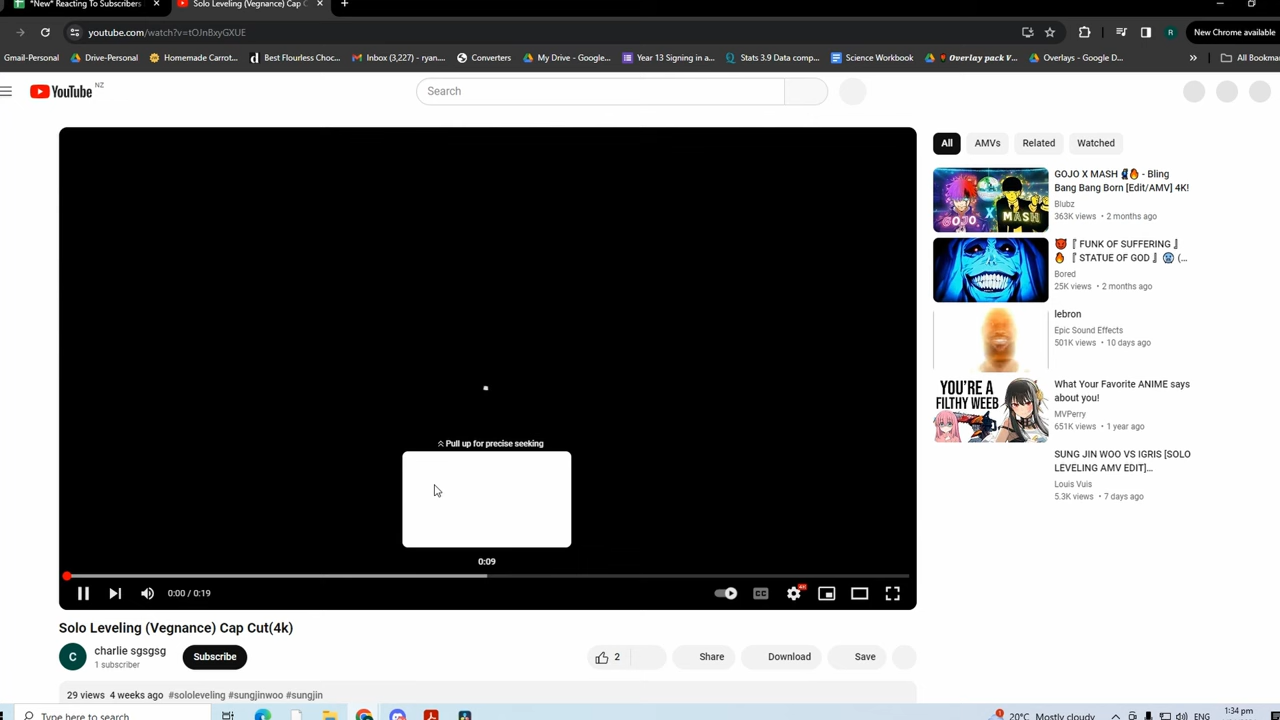 "New" Reacting To Subscribers
Solo Leveling (Vegnance) Cap C
youtube.com/watch?v=tOJnBxyGXUE
R
New Chrome available
Gmail-Personal
Drive-Personal
Homemade Carrot...
Best Flourless Choc...
Inbox (3,227) - ryan....
Converters
My Drive - Google...
Year 13 Signing in a...
Stats 3.9 Data comp...
Science Workbook
Overlay pack V...
Overlays - Google D...
All Bookmar
YouTube NZ
Search
All
AMVs
Related
Watched
GOJO X MASH
GOJO X MASH 🔥 - Bling
Bang Bang Born [Edit/AMV] 4K!
Blubz
363K views • 2 months ago
『 FUNK OF SUFFERING 』
🔥 『 STATUE OF GOD 』 🥶 (...
Bored
25K views • 2 months ago
lebron
Epic Sound Effects
501K views • 10 days ago
YOU'RE A
FILTHY WEEB
What Your Favorite ANIME says
about you!
MVPerry
651K views • 1 year ago
SUNG JIN WOO VS IGRIS [SOLO
LEVELING AMV EDIT]...
Louis Vuis
5.3K views • 7 days ago
Pull up for precise seeking
0:09
0:00 / 0:19
CC
Solo Leveling (Vegnance) Cap Cut(4k)
C
charlie sgsgsg
1 subscriber
Subscribe
2
Share
Download
Save
29 views 4 weeks ago #sololeveling #sungjinwoo #sungjin
Type here to search
20°C Mostly cloudy
ENG
1:34 pm